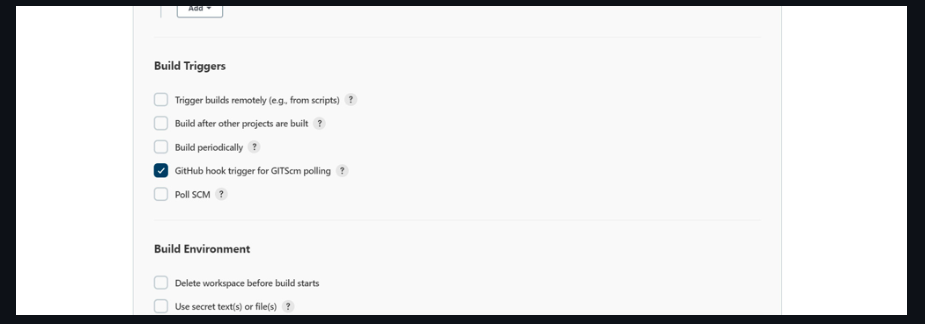 Add
Build Triggers
Trigger builds remotely (e.g., from scripts) ?
Build after other projects are built ?
Build periodically ?
GitHub hook trigger for GITScm polling ?
Poll SCM ?
Build Environment
Delete workspace before build starts
Use secret text(s) or file(s) ?